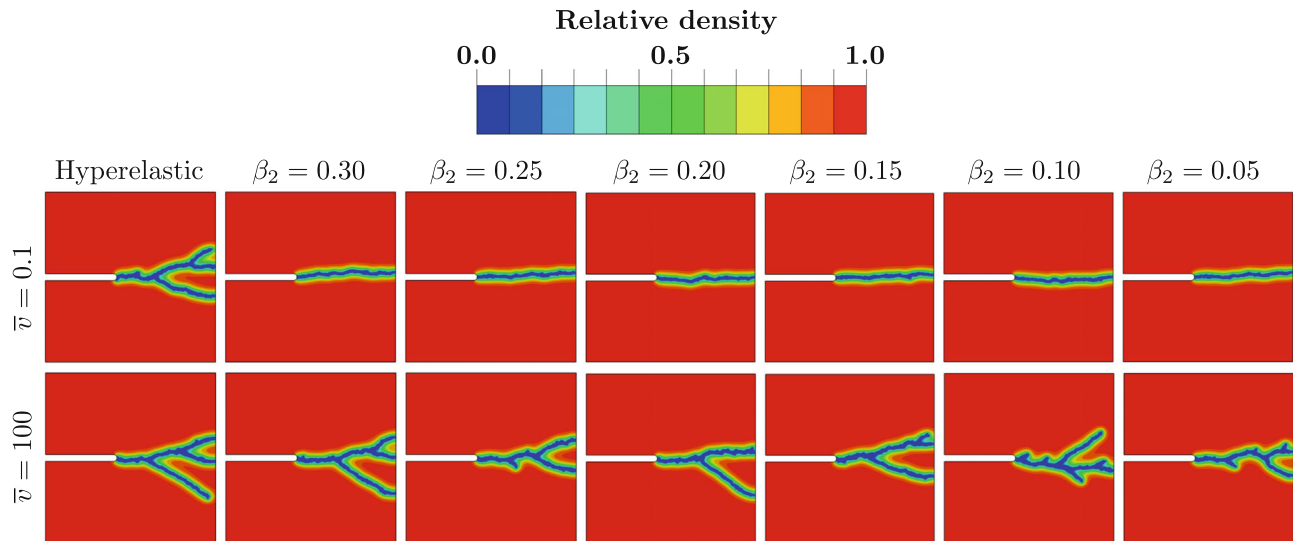 Relative density
0.0 0.5 1.0
Hyperelastic β₂ = 0.30 β₂ = 0.25 β₂ = 0.20 β₂ = 0.15 β₂ = 0.10 β₂ = 0.05
v̅ = 0.1
v̅ = 100